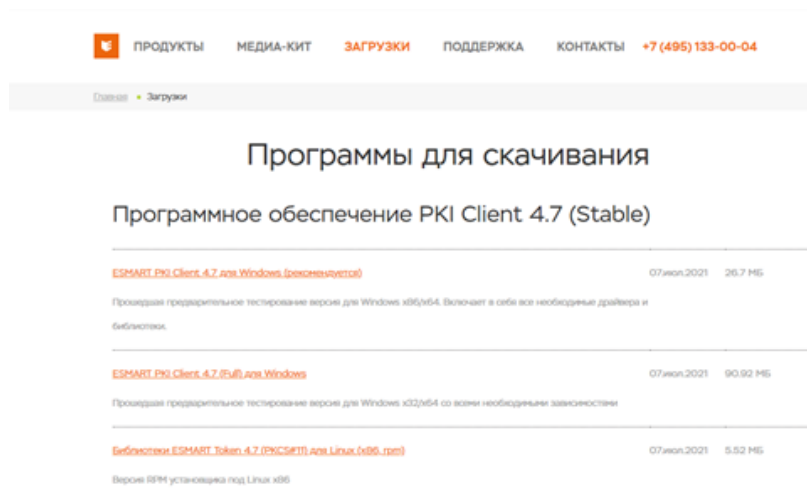 ПРОДУКТЫ МЕДИА-КИТ ЗАГРУЗКИ ПОДДЕРЖКА КОНТАКТЫ +7 (495) 133-00-04
Главная • Загрузки
Программы для скачивания
Программное обеспечение PKI Client 4.7 (Stable)
ESMART PKI Client 4.7 для Windows (рекомендуется) 07.июл.2021 26.7 МБ
Прошедшая предварительное тестирование версия для Windows x86/x64. Включает в себя все необходимые драйвера и
библиотеки.
ESMART PKI Client 4.7 (Full) для Windows 07.июл.2021 90.92 МБ
Прошедшая предварительное тестирование версия для Windows x32/x64 со всеми необходимыми зависимостями
Библиотеки ESMART Token 4.7 (PKCS#11) для Linux (x86, rpm) 07.июл.2021 5.52 МБ
Версия RPM установщика под Linux x86